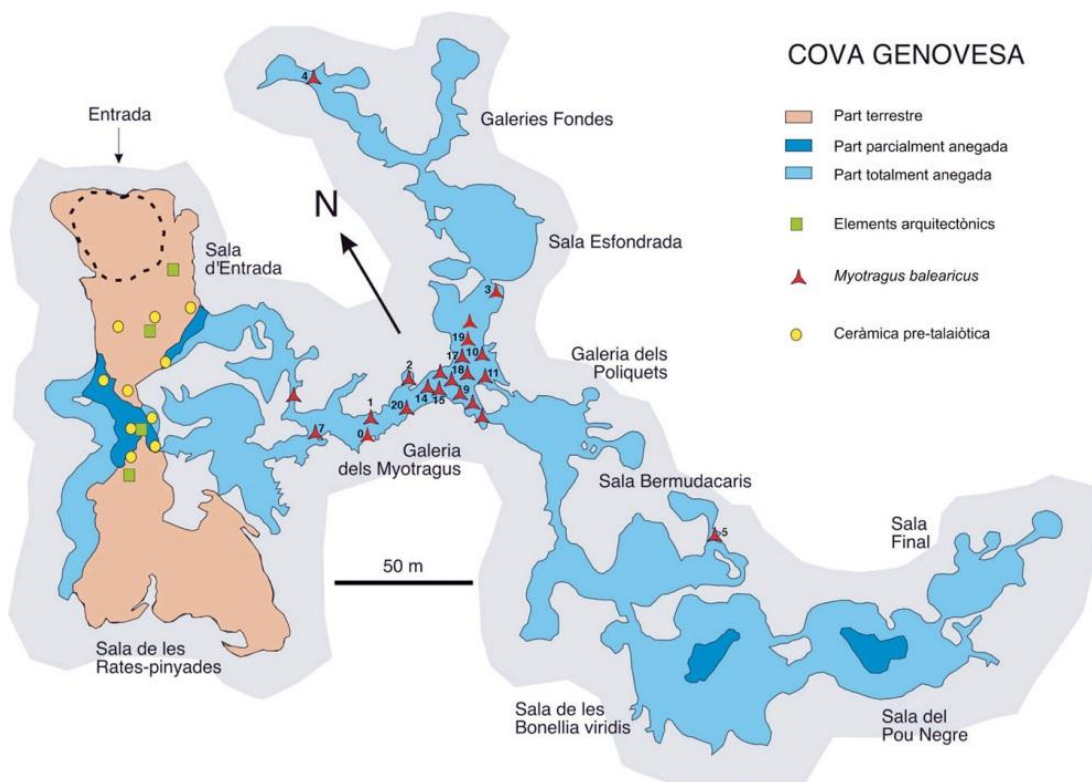 COVA GENOVESA
Part terrestre
Part parcialment anegada
Part totalment anegada
Elements arquitectònics
Myotragus balearicus
Ceràmica pre-talaiòtica
Entrada
N
Sala
d'Entrada
Galeries Fondes
Sala Esfondrada
Galeria dels
Poliquets
Galeria
dels Myotragus
Sala Bermudacaris
Sala
Final
50 m
Sala de les
Rates-pinyades
Sala de les
Bonellia viridis
Sala del
Pou Negre
4
3
19
17
10
2
18
11
14
15
9
20
1
7
0
5